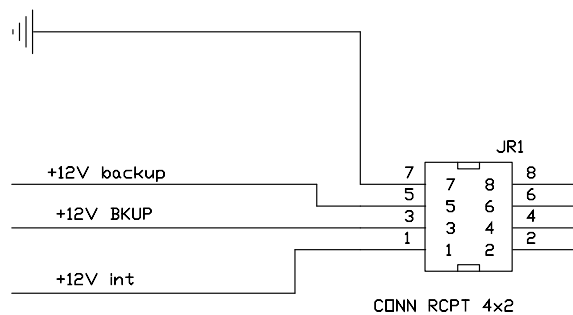 JR1
+12V backup 7 7 8 8
5 5 6 6
+12V BKUP 3 3 4 4
1 1 2 2
+12V int
CONN RCPT 4x2